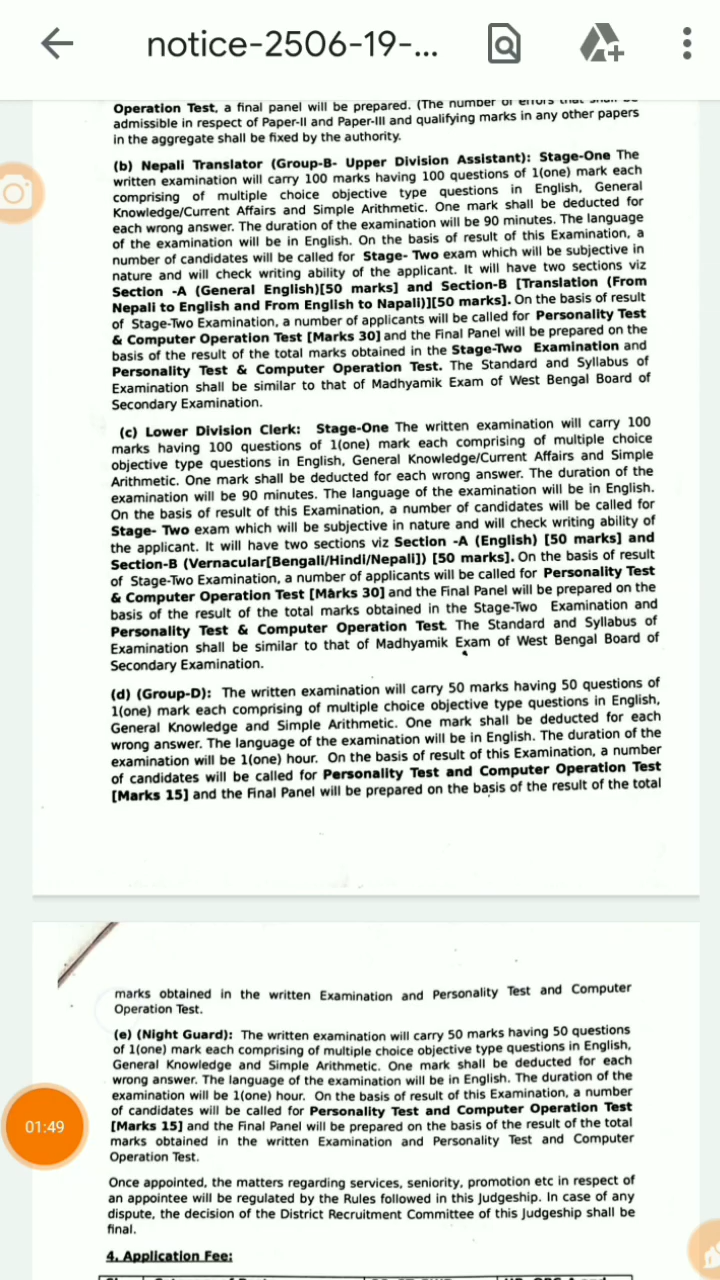 notice-2506-19-...
Operation Test, a final panel will be prepared. (The number of errors that shall be
admissible in respect of Paper-II and Paper-III and qualifying marks in any other papers
in the aggregate shall be fixed by the authority.
(b) Nepali Translator (Group-B- Upper Division Assistant): Stage-One The
written examination will carry 100 marks having 100 questions of 1(one) mark each
comprising of multiple choice objective type questions in English, General
Knowledge/Current Affairs and Simple Arithmetic. One mark shall be deducted for
each wrong answer. The duration of the examination will be 90 minutes. The language
of the examination will be in English. On the basis of result of this Examination, a
number of candidates will be called for Stage- Two exam which will be subjective in
nature and will check writing ability of the applicant. It will have two sections viz
Section -A (General English)[50 marks] and Section-B [Translation (From
Nepali to English and From English to Napali)][50 marks]. On the basis of result
of Stage-Two Examination, a number of applicants will be called for Personality Test
& Computer Operation Test [Marks 30] and the Final Panel will be prepared on the
basis of the result of the total marks obtained in the Stage-Two Examination and
Personality Test & Computer Operation Test. The Standard and Syllabus of
Examination shall be similar to that of Madhyamik Exam of West Bengal Board of
Secondary Examination.
(c) Lower Division Clerk: Stage-One The written examination will carry 100
marks having 100 questions of 1(one) mark each comprising of multiple choice
objective type questions in English, General Knowledge/Current Affairs and Simple
Arithmetic. One mark shall be deducted for each wrong answer. The duration of the
examination will be 90 minutes. The language of the examination will be in English.
On the basis of result of this Examination, a number of candidates will be called for
Stage- Two exam which will be subjective in nature and will check writing ability of
the applicant. It will have two sections viz Section -A (English) [50 marks] and
Section-B (Vernacular[Bengali/Hindi/Nepali]) [50 marks]. On the basis of result
of Stage-Two Examination, a number of applicants will be called for Personality Test
& Computer Operation Test [Marks 30] and the Final Panel will be prepared on the
basis of the result of the total marks obtained in the Stage-Two Examination and
Personality Test & Computer Operation Test. The Standard and Syllabus of
Examination shall be similar to that of Madhyamik Exam of West Bengal Board of
Secondary Examination.
(d) (Group-D): The written examination will carry 50 marks having 50 questions of
1(one) mark each comprising of multiple choice objective type questions in English,
General Knowledge and Simple Arithmetic. One mark shall be deducted for each
wrong answer. The language of the examination will be in English. The duration of the
examination will be 1(one) hour. On the basis of result of this Examination, a number
of candidates will be called for Personality Test and Computer Operation Test
[Marks 15] and the Final Panel will be prepared on the basis of the result of the total
marks obtained in the written Examination and Personality Test and Computer
Operation Test.
(e) (Night Guard): The written examination will carry 50 marks having 50 questions
of 1(one) mark each comprising of multiple choice objective type questions in English,
General Knowledge and Simple Arithmetic. One mark shall be deducted for each
wrong answer. The language of the examination will be in English. The duration of the
examination will be 1(one) hour. On the basis of result of this Examination, a number
of candidates will be called for Personality Test and Computer Operation Test
[Marks 15] and the Final Panel will be prepared on the basis of the result of the total
marks obtained in the written Examination and Personality Test and Computer
Operation Test.
01:49
Once appointed, the matters regarding services, seniority, promotion etc in respect of
an appointee will be regulated by the Rules followed in this Judgeship. In case of any
dispute, the decision of the District Recruitment Committee of this Judgeship shall be
final.
4. Application Fee: